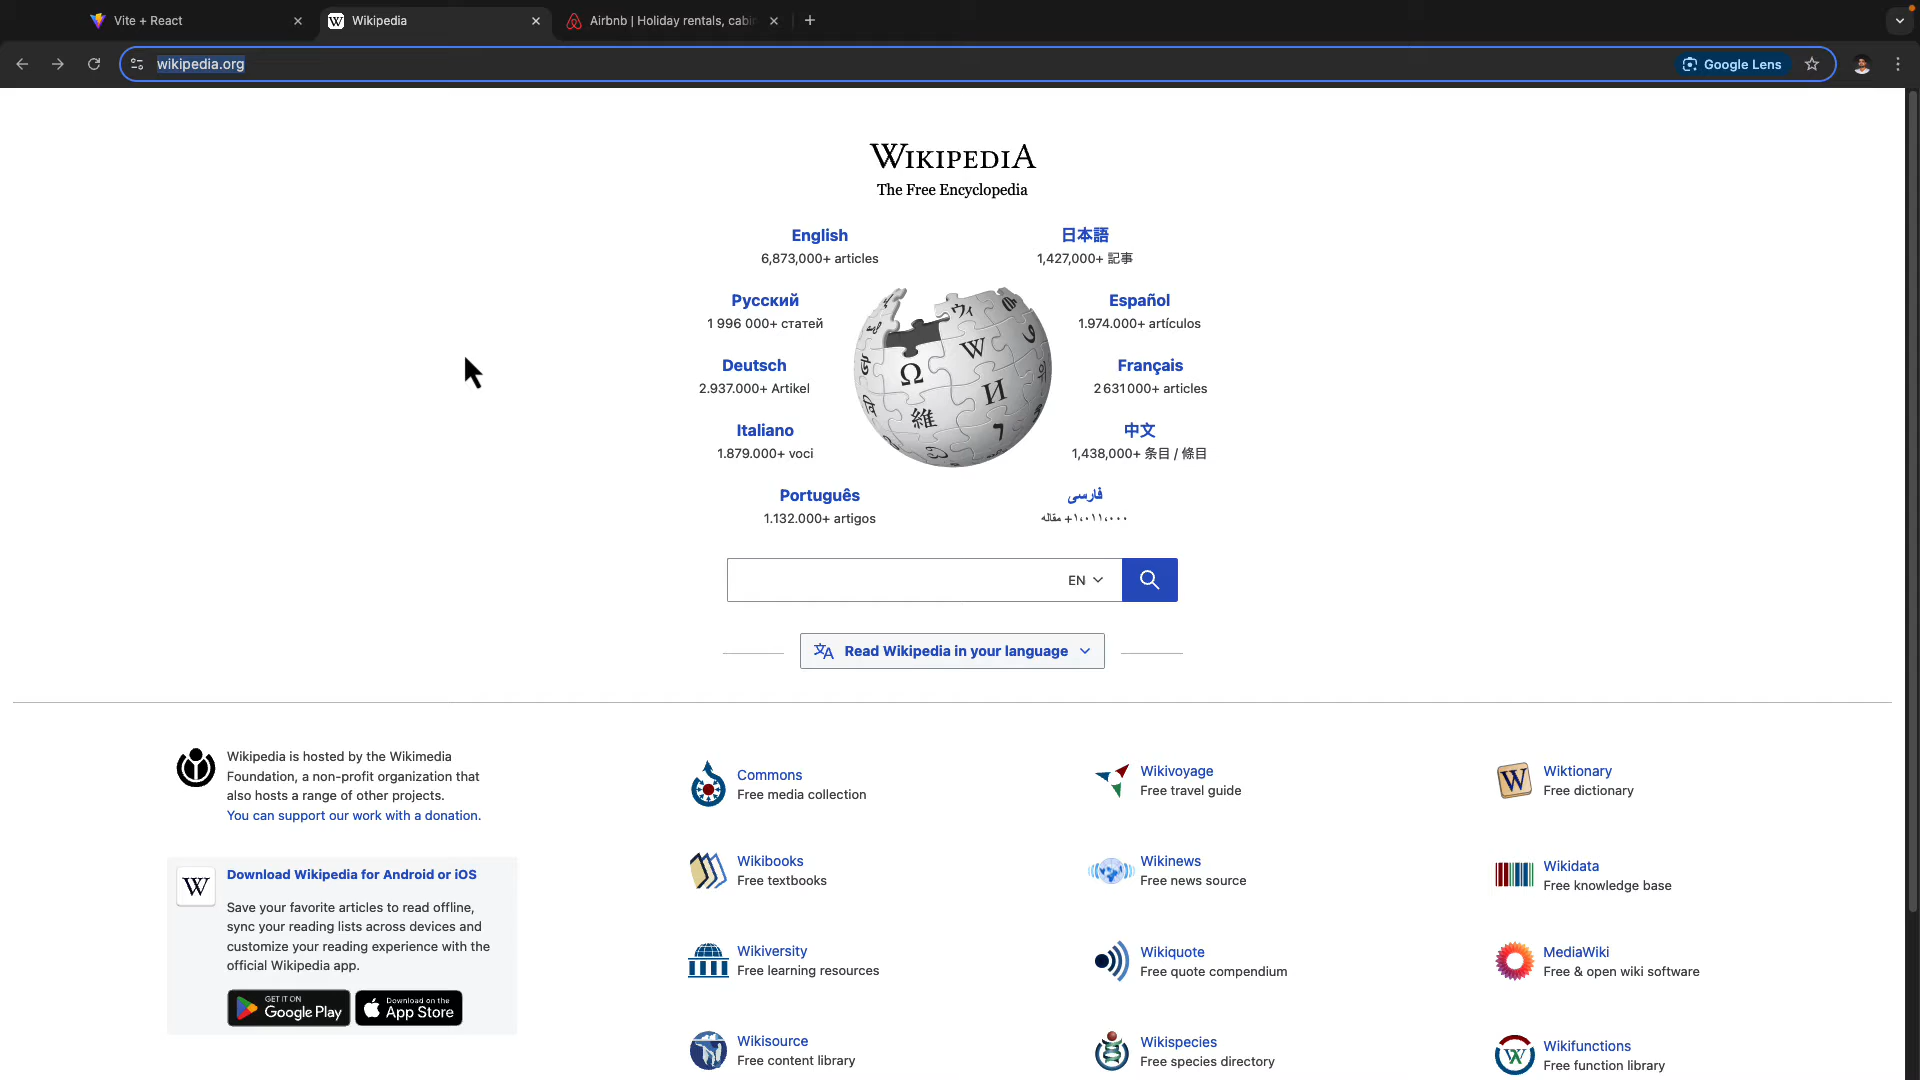 Vite + React
Wikipedia
Airbnb | Holiday rentals, cabin
wikipedia.org
Google Lens
WIKIPEDIA
The Free Encyclopedia
English
6,873,000+ articles
日本語
1,427,000+ 記事
Русский
1 996 000+ статей
Español
1.974.000+ artículos
Deutsch
2.937.000+ Artikel
Français
2 631 000+ articles
Italiano
1.879.000+ voci
中文
1,438,000+ 条目 / 條目
Português
1.132.000+ artigos
فارسی
۱٬۰۱۱٬۰۰۰+ مقاله
EN
Read Wikipedia in your language
Wikipedia is hosted by the Wikimedia
Foundation, a non-profit organization that
also hosts a range of other projects.
You can support our work with a donation.
Download Wikipedia for Android or iOS
Save your favorite articles to read offline,
sync your reading lists across devices and
customize your reading experience with the
official Wikipedia app.
GET IT ON
Google Play
Download on the
App Store
Commons
Free media collection
Wikivoyage
Free travel guide
Wiktionary
Free dictionary
Wikibooks
Free textbooks
Wikinews
Free news source
Wikidata
Free knowledge base
Wikiversity
Free learning resources
Wikiquote
Free quote compendium
MediaWiki
Free & open wiki software
Wikisource
Free content library
Wikispecies
Free species directory
Wikifunctions
Free function library